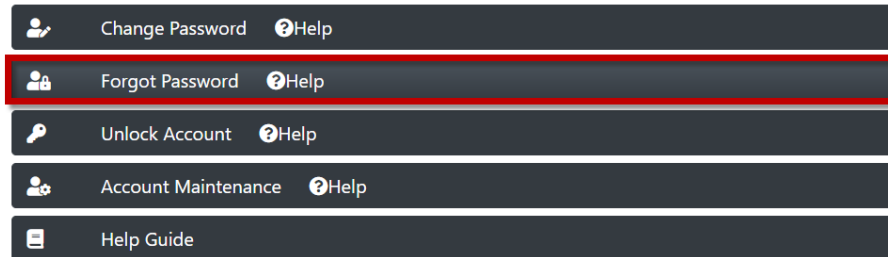 Change Password ?Help
Forgot Password ?Help
Unlock Account ?Help
Account Maintenance ?Help
Help Guide